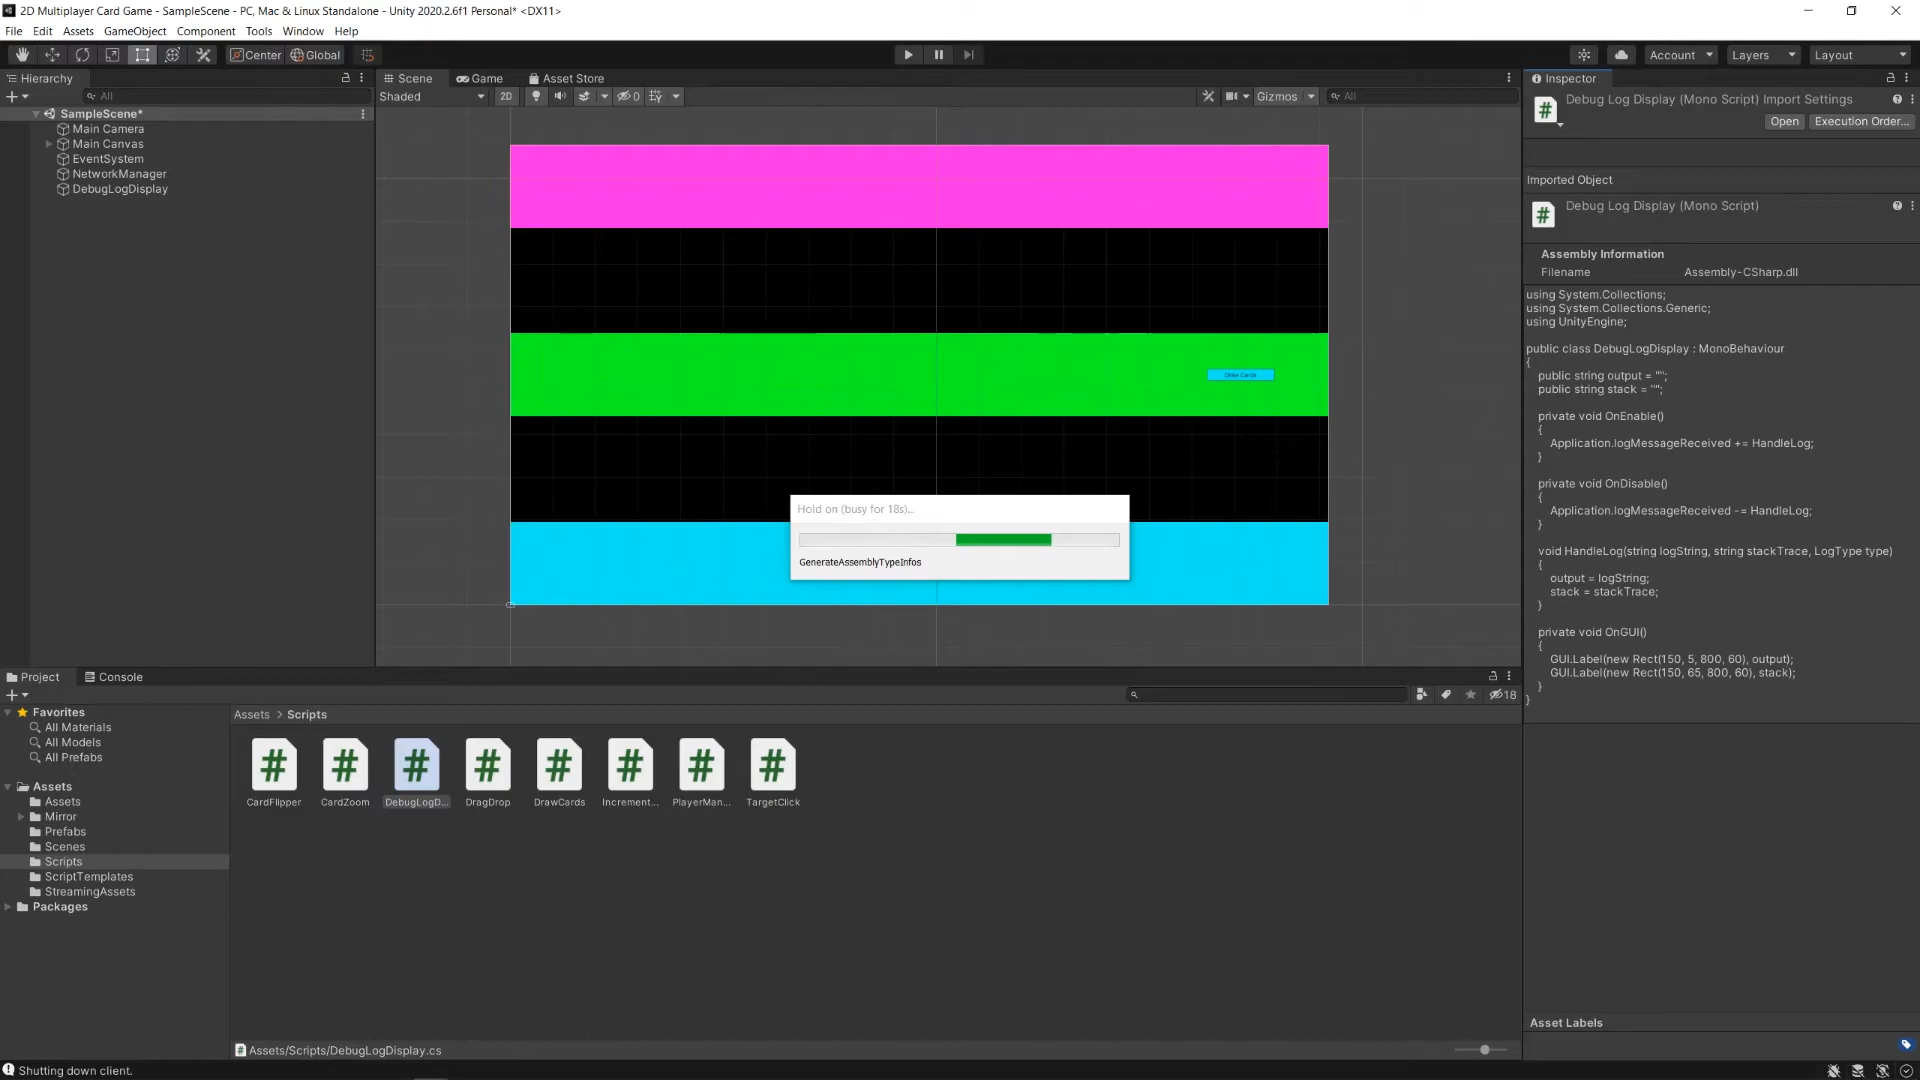 2D Multiplayer Card Game - SampleScene - PC, Mac & Linux Standalone - Unity 2020.2.6f1 Personal* <DX11>
File Edit Assets GameObject Component Tools Window Help
Center Global Account Layers Layout
Hierarchy
All
SampleScene*
Main Camera
Main Canvas
EventSystem
NetworkManager
DebugLogDisplay
Scene Game Asset Store
Shaded 2D 0 Gizmos All
Draw Cards
Hold on (busy for 18s)...
GenerateAssemblyTypeInfos
Inspector
Debug Log Display (Mono Script) Import Settings
Open Execution Order...
Imported Object
Debug Log Display (Mono Script)
Assembly Information
Filename Assembly-CSharp.dll
using System.Collections;
using System.Collections.Generic;
using UnityEngine;
public class DebugLogDisplay : MonoBehaviour
{
public string output = "";
public string stack = "";
private void OnEnable()
{
Application.logMessageReceived += HandleLog;
}
private void OnDisable()
{
Application.logMessageReceived -= HandleLog;
}
void HandleLog(string logString, string stackTrace, LogType type)
{
output = logString;
stack = stackTrace;
}
private void OnGUI()
{
GUI.Label(new Rect(150, 5, 800, 60), output);
GUI.Label(new Rect(150, 65, 800, 60), stack);
}
}
Asset Labels
Project Console
18
Favorites
All Materials
All Models
All Prefabs
Assets
Assets
Mirror
Prefabs
Scenes
Scripts
ScriptTemplates
StreamingAssets
Packages
Assets > Scripts
CardFlipper CardZoom DebugLogD... DragDrop DrawCards Increment... PlayerMan... TargetClick
Assets/Scripts/DebugLogDisplay.cs
Shutting down client.